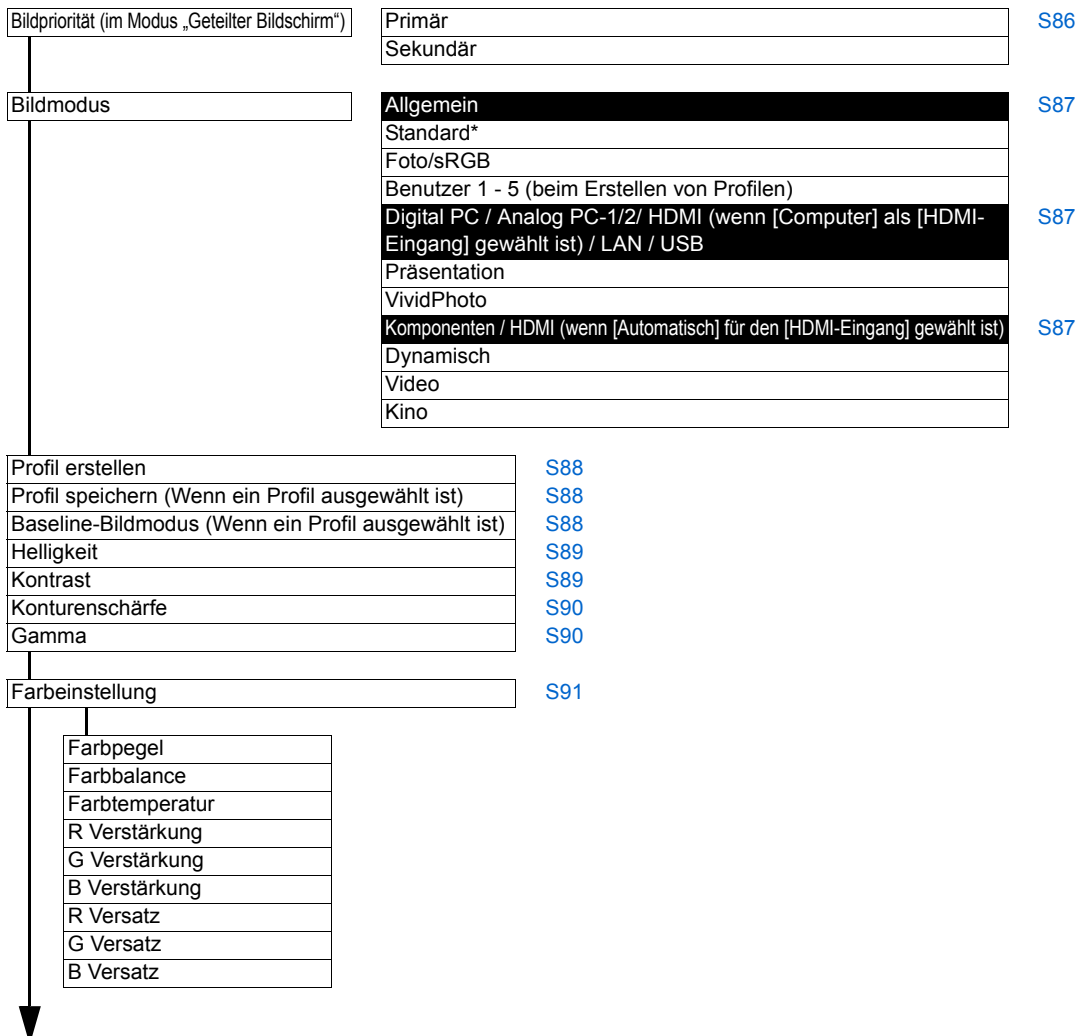 Bildpriorität (im Modus „Geteilter Bildschirm“) Primär S86
Sekundär
Bildmodus Allgemein S87
Standard*
Foto/sRGB
Benutzer 1 - 5 (beim Erstellen von Profilen)
Digital PC / Analog PC-1/2/ HDMI (wenn [Computer] als [HDMI- S87
Eingang] gewählt ist) / LAN / USB
Präsentation
VividPhoto
Komponenten / HDMI (wenn [Automatisch] für den [HDMI-Eingang] gewählt ist) S87
Dynamisch
Video
Kino
Profil erstellen S88
Profil speichern (Wenn ein Profil ausgewählt ist) S88
Baseline-Bildmodus (Wenn ein Profil ausgewählt ist) S88
Helligkeit S89
Kontrast S89
Konturenschärfe S90
Gamma S90
Farbeinstellung S91
Farbpegel
Farbbalance
Farbtemperatur
R Verstärkung
G Verstärkung
B Verstärkung
R Versatz
G Versatz
B Versatz